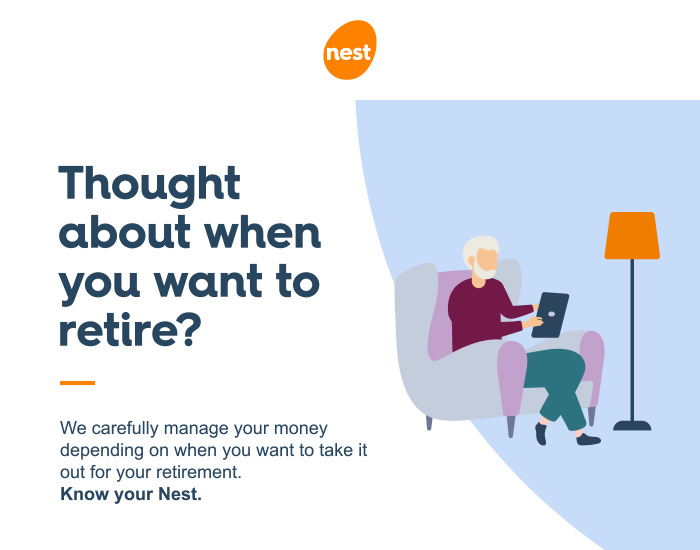 nest
Thought
about when
you want to
retire?
We carefully manage your money
depending on when you want to take it
out for your retirement.
Know your Nest.